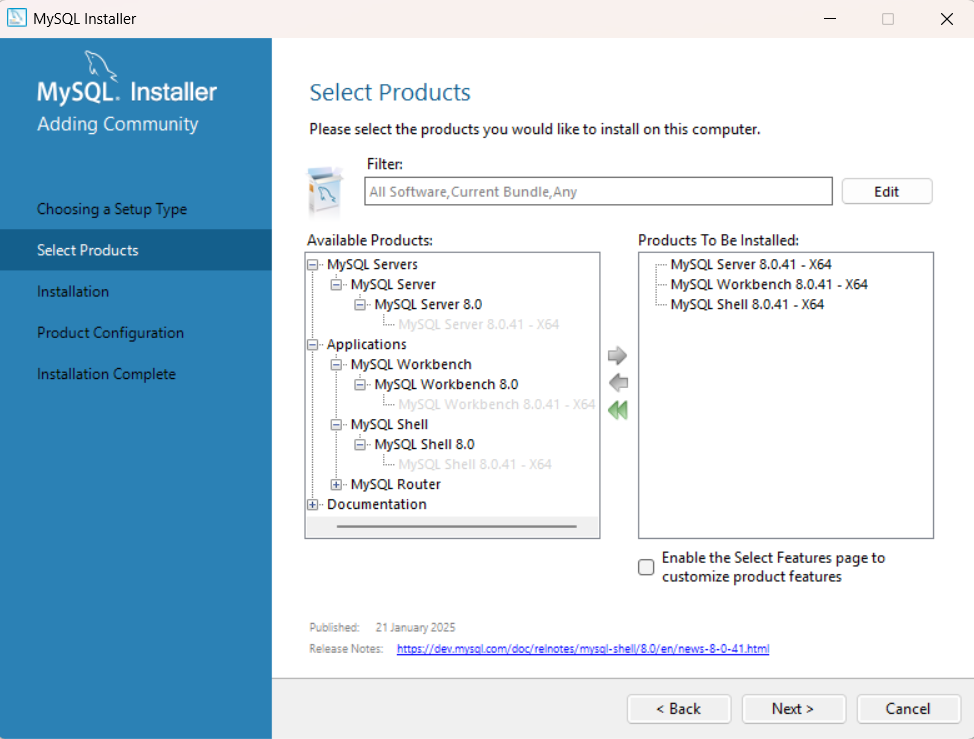 MySQL Installer
MySQL. Installer
Adding Community
Choosing a Setup Type
Select Products
Installation
Product Configuration
Installation Complete
Select Products
Please select the products you would like to install on this computer.
Filter:
All Software,Current Bundle,Any
Edit
Available Products:
MySQL Servers
MySQL Server
MySQL Server 8.0
MySQL Server 8.0.41 - X64
Applications
MySQL Workbench
MySQL Workbench 8.0
MySQL Workbench 8.0.41 - X64
MySQL Shell
MySQL Shell 8.0
MySQL Shell 8.0.41 - X64
MySQL Router
Documentation
Products To Be Installed:
MySQL Server 8.0.41 - X64
MySQL Workbench 8.0.41 - X64
MySQL Shell 8.0.41 - X64
Enable the Select Features page to
customize product features
Published: 21 January 2025
Release Notes: https://dev.mysql.com/doc/relnotes/mysql-shell/8.0/en/news-8-0-41.html
< Back
Next >
Cancel